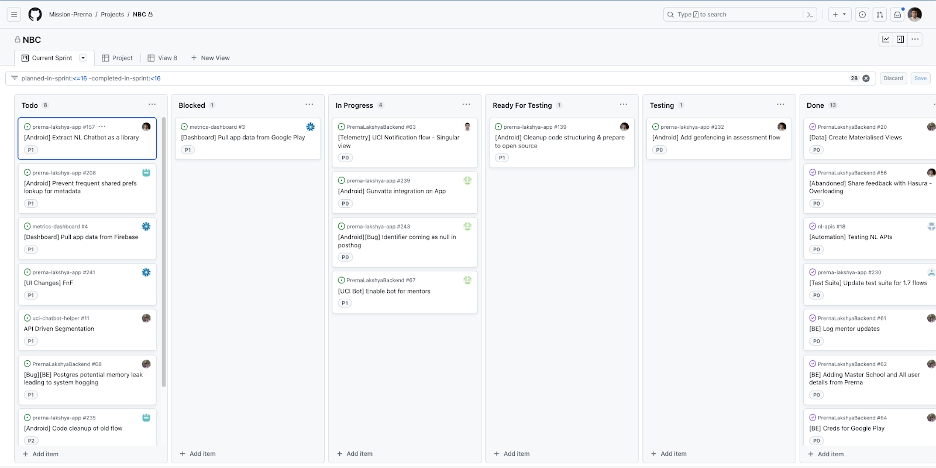 Mission-Prerna / Projects / NBC
Type / to search
NBC
Current Sprint
Project
View 8
+ New View
planned-in-sprint:<=16 -completed-in-sprint:<16
28
Discard
Save
Todo 8
prerna-lakshya-app #157
[Android] Extract NL Chatbot as a library
P1
prerna-lakshya-app #208
[Android] Prevent frequent shared prefs
lookup for metadata
P1
metrics-dashboard #4
[Dashboard] Pull app data from Firebase
P1
prerna-lakshya-app #241
[UI Changes] FnF
P1
uci-chatbot-helper #11
API Driven Segmentation
P1
PrernaLakshyaBackend #68
[Bug][BE] Postgres potential memory leak
leading to system hogging
P1
prerna-lakshya-app #235
[Android] Code cleanup of old flow
P2
+ Add item
Blocked 1
metrics-dashboard #3
[Dashboard] Pull app data from Google Play
P1
+ Add item
In Progress 4
PrernaLakshyaBackend #63
[Telemetry] UCI Notification flow - Singular
view
P0
prerna-lakshya-app #239
[Android] Gunvatte integration on App
P0
prerna-lakshya-app #243
[Android][Bug] Identifier coming as null in
posthog
P0
PrernaLakshyaBackend #67
[UCI Bot] Enable bot for mentors
P1
+ Add item
Ready For Testing 1
prerna-lakshya-app #139
[Android] Cleanup code structuring & prepare
to open source
P1
+ Add item
Testing 1
prerna-lakshya-app #232
[Android] Add geofencing in assessment flow
P0
+ Add item
Done 13
PrernaLakshyaBackend #20
[Data] Create Materialised Views
P0
PrernaLakshyaBackend #56
[Abandoned] Share feedback with Hasura -
Overloading
P0
nl-apis #18
[Automation] Testing NL APIs
P0
prerna-lakshya-app #230
[Test Suite] Update test suite for 1.7 flows
P0
PrernaLakshyaBackend #61
[BE] Log mentor updates
P0
PrernaLakshyaBackend #62
[BE] Adding Master School and All user
details from Prerna
P0
PrernaLakshyaBackend #64
[BE] Creds for Google Play
P0
+ Add item